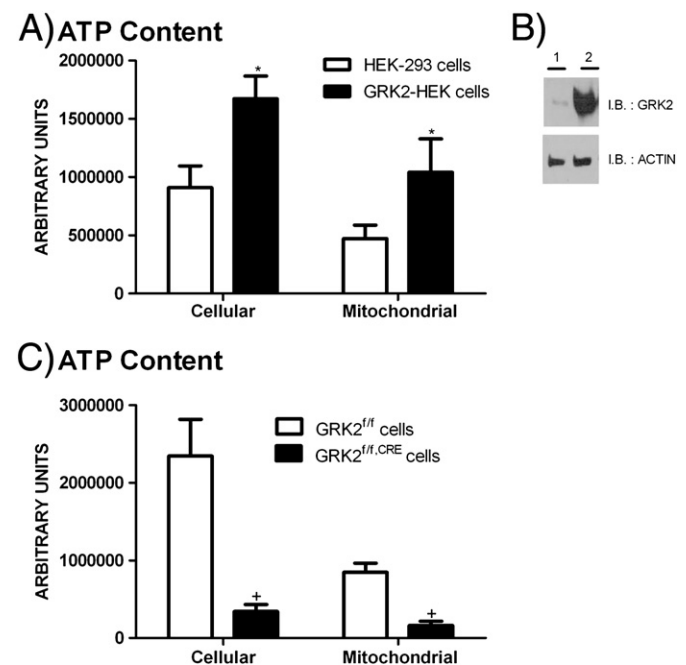 A) ATP Content
2000000
1500000
1000000
500000
0
ARBITRARY UNITS
*
*
HEK-293 cells
GRK2-HEK cells
Cellular
Mitochondrial
B)
1 2
I.B. : GRK2
I.B. : ACTIN
C) ATP Content
3000000
2000000
1000000
0
ARBITRARY UNITS
GRK2f/f cells
GRK2f/f,CRE cells
+
+
Cellular
Mitochondrial